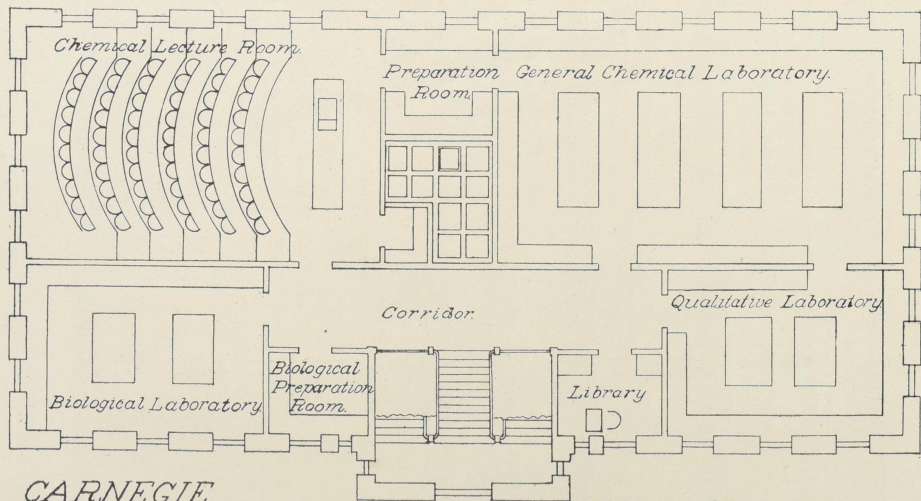 Chemical Lecture Room.
Preparation
Room
General Chemical Laboratory.
Corridor.
Qualitative Laboratory
Biological Laboratory
Biological
Preparation
Room.
Library
CARNEGIE